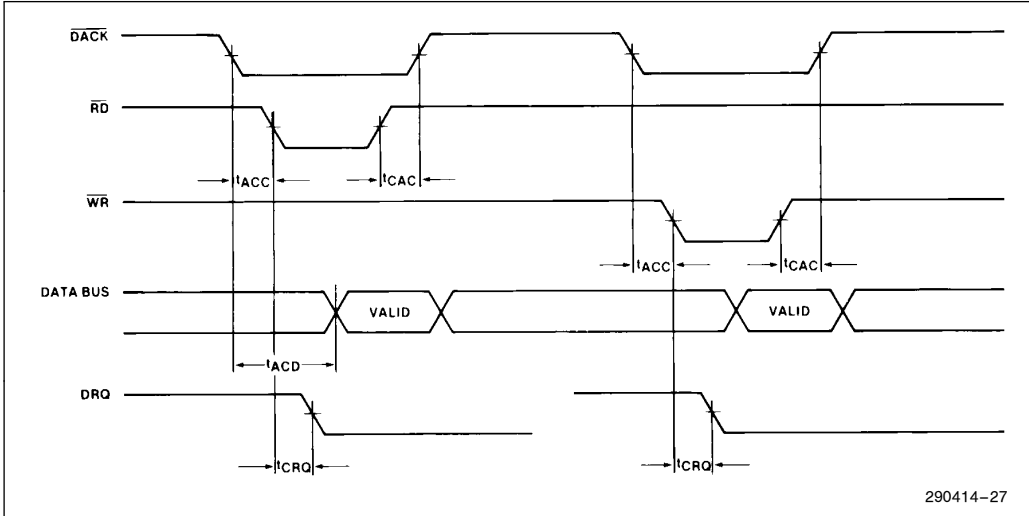 DACK
RD
tACC
tCAC
WR
tACC
tCAC
DATA BUS
VALID
VALID
tACD
DRQ
tCRQ
tCRQ
290414-27